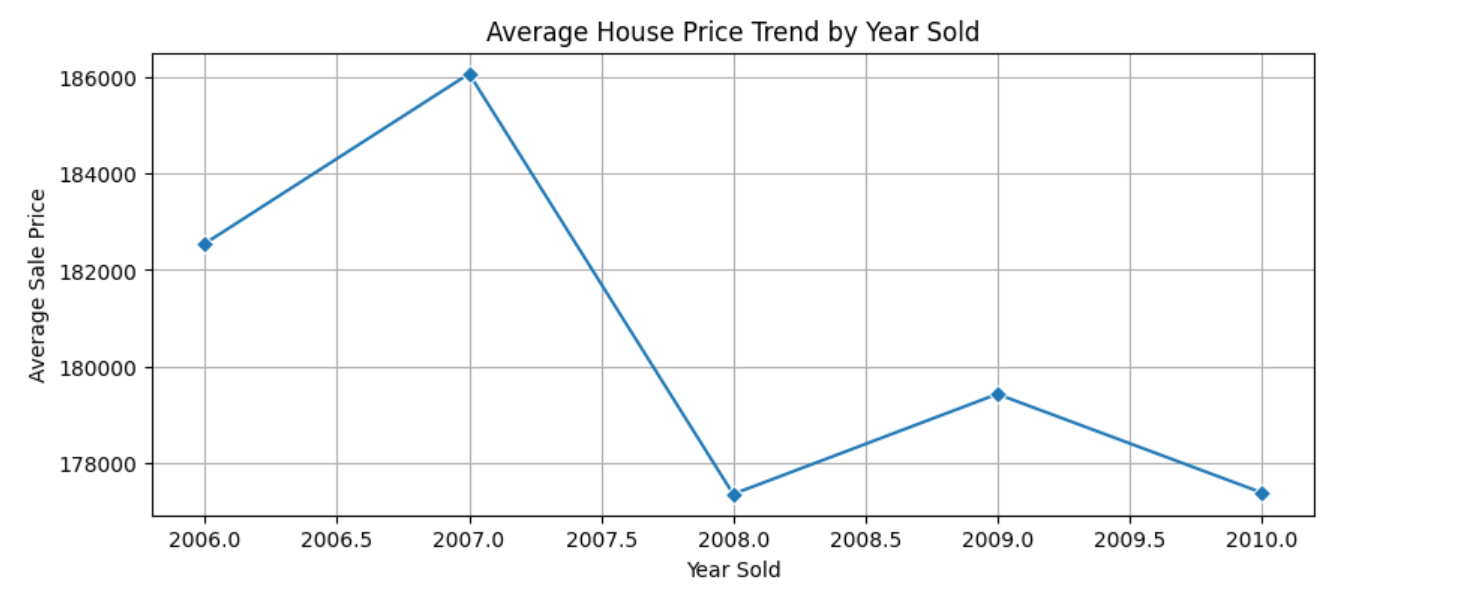 Average House Price Trend by Year Sold
Average Sale Price
186000
184000
182000
180000
178000
2006.0 2006.5 2007.0 2007.5 2008.0 2008.5 2009.0 2009.5 2010.0
Year Sold